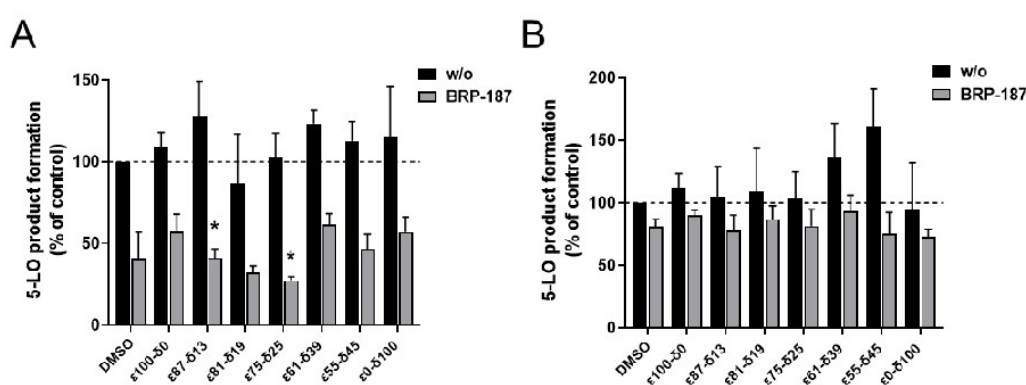 A
B
5-LO product formation
(% of control)
150
100
50
0
w/o
BRP-187
*
*
DMSO
ε100-δ0
ε87-δ13
ε81-δ19
ε75-δ25
ε61-δ39
ε55-δ45
ε0-δ100
5-LO product formation
(% of control)
200
150
100
50
0
w/o
BRP-187
DMSO
ε100-δ0
ε87-δ13
ε81-δ19
ε75-δ25
ε61-δ39
ε55-δ45
ε0-δ100